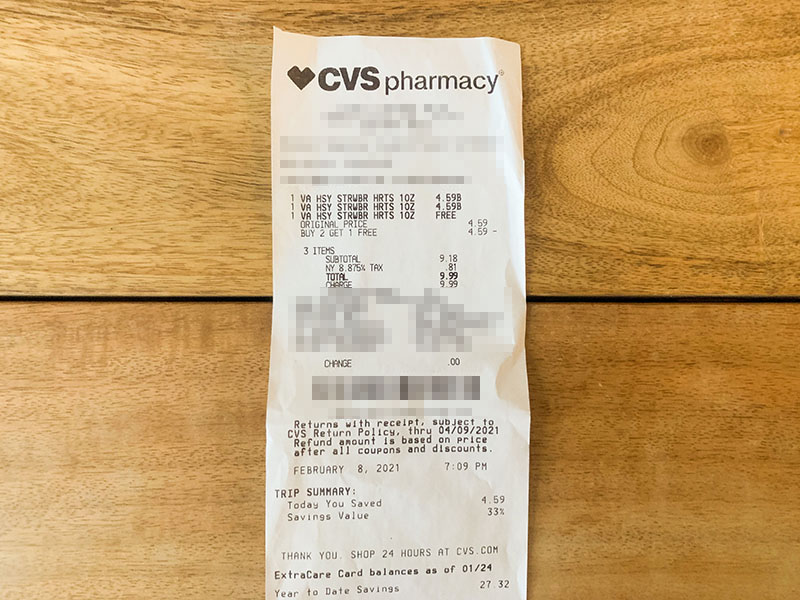 CVS pharmacy
1 VA HSY STRWBR HRTS 1OZ 4.59B
1 VA HSY STRWBR HRTS 1OZ 4.59B
1 VA HSY STRWBR HRTS 1OZ FREE
ORIGINAL PRICE 4.59
BUY 2 GET 1 FREE 4.59 -
3 ITEMS
SUBTOTAL 9.18
NY 8.875% TAX .81
TOTAL 9.99
CHARGE 9.99
CHANGE .00
Returns with receipt, subject to
CVS Return Policy, thru 04/09/2021
Refund amount is based on price
after all coupons and discounts.
FEBRUARY 8, 2021 7:09 PM
TRIP SUMMARY:
Today You Saved 4.59
Savings Value 33%
THANK YOU. SHOP 24 HOURS AT CVS.COM
ExtraCare Card balances as of 01/24
Year to Date Savings 27.32